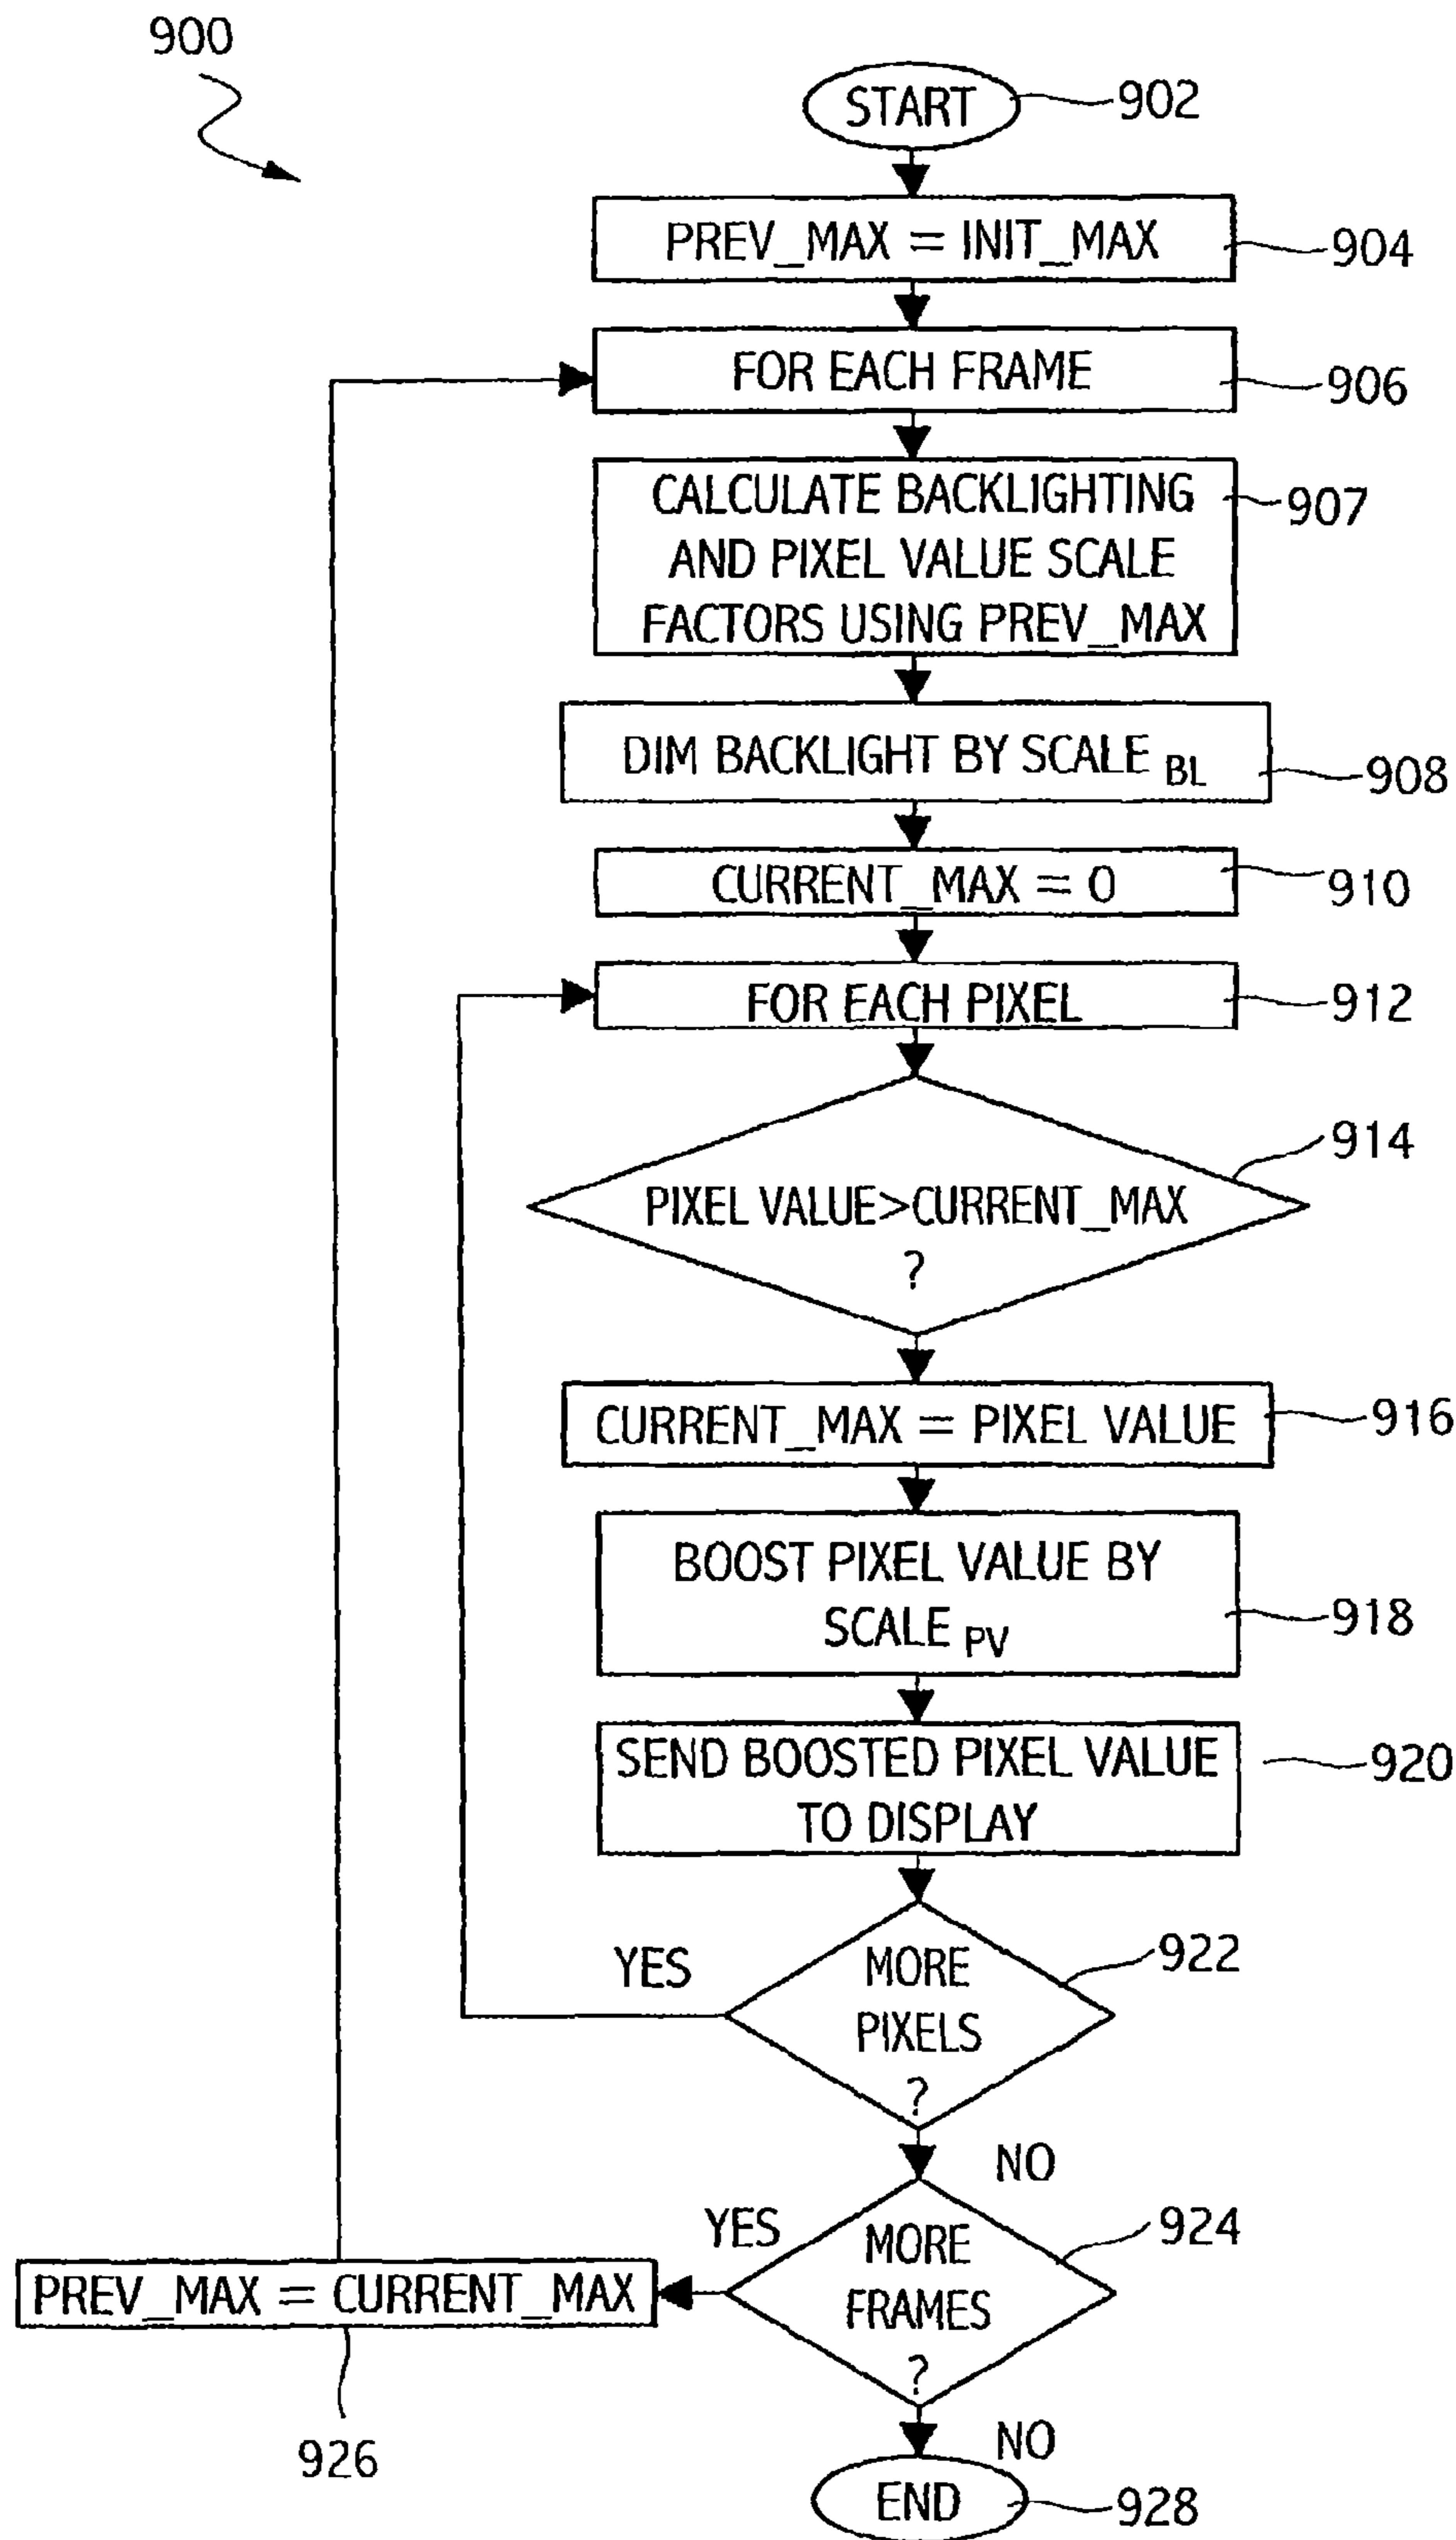 900
START
902
PREV_MAX = INIT_MAX
904
FOR EACH FRAME
906
CALCULATE BACKLIGHTING
AND PIXEL VALUE SCALE
FACTORS USING PREV_MAX
907
DIM BACKLIGHT BY SCALE BL
908
CURRENT_MAX = 0
910
FOR EACH PIXEL
912
914
PIXEL VALUE>CURRENT_MAX
?
CURRENT_MAX = PIXEL VALUE
916
BOOST PIXEL VALUE BY
SCALE PV
918
SEND BOOSTED PIXEL VALUE
TO DISPLAY
920
YES
MORE
PIXELS
?
922
NO
YES
MORE
FRAMES
?
924
PREV_MAX = CURRENT_MAX
926
NO
END
928